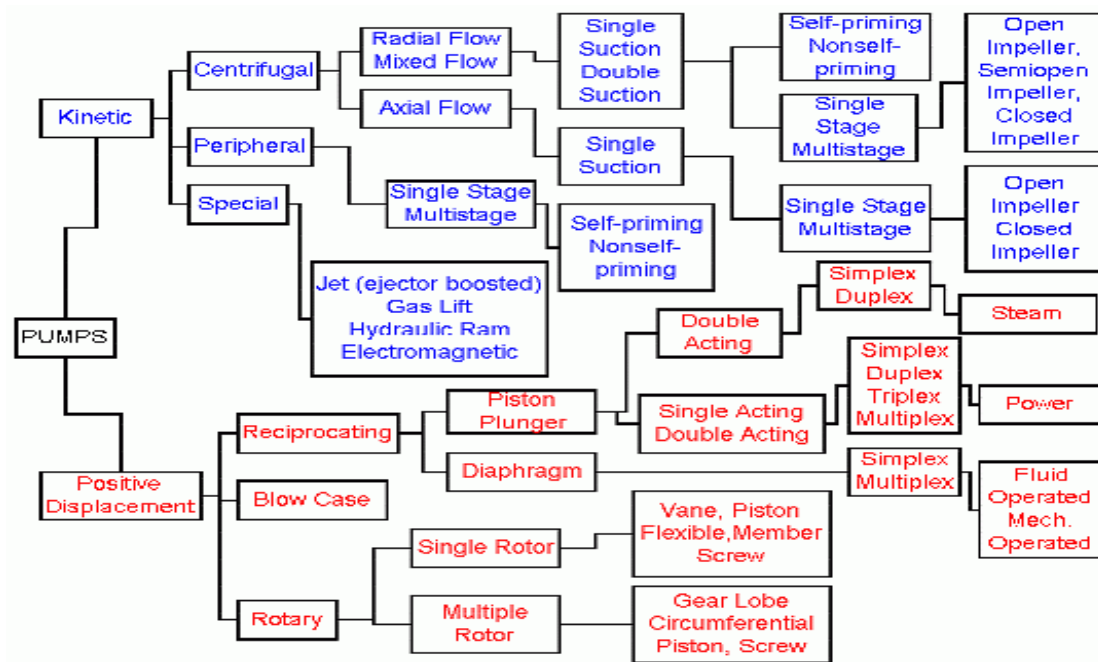 Radial Flow
Mixed Flow
Single
Suction
Double
Suction
Self-priming
Nonself-
priming
Open
Impeller,
Semiopen
Impeller,
Closed
Impeller
Centrifugal
Axial Flow
Kinetic
Single
Stage
Multistage
Peripheral
Single
Suction
Special
Single Stage
Multistage
Self-priming
Nonself-
priming
Single Stage
Multistage
Open
Impeller
Closed
Impeller
Jet (ejector boosted)
Gas Lift
Hydraulic Ram
Electromagnetic
PUMPS
Simplex
Duplex
Steam
Double
Acting
Piston
Plunger
Simplex
Duplex
Triplex
Multiplex
Power
Reciprocating
Single Acting
Double Acting
Diaphragm
Simplex
Multiplex
Fluid
Operated
Mech.
Operated
Positive
Displacement
Blow Case
Single Rotor
Vane, Piston
Flexible,Member
Screw
Rotary
Multiple
Rotor
Gear Lobe
Circumferential
Piston, Screw